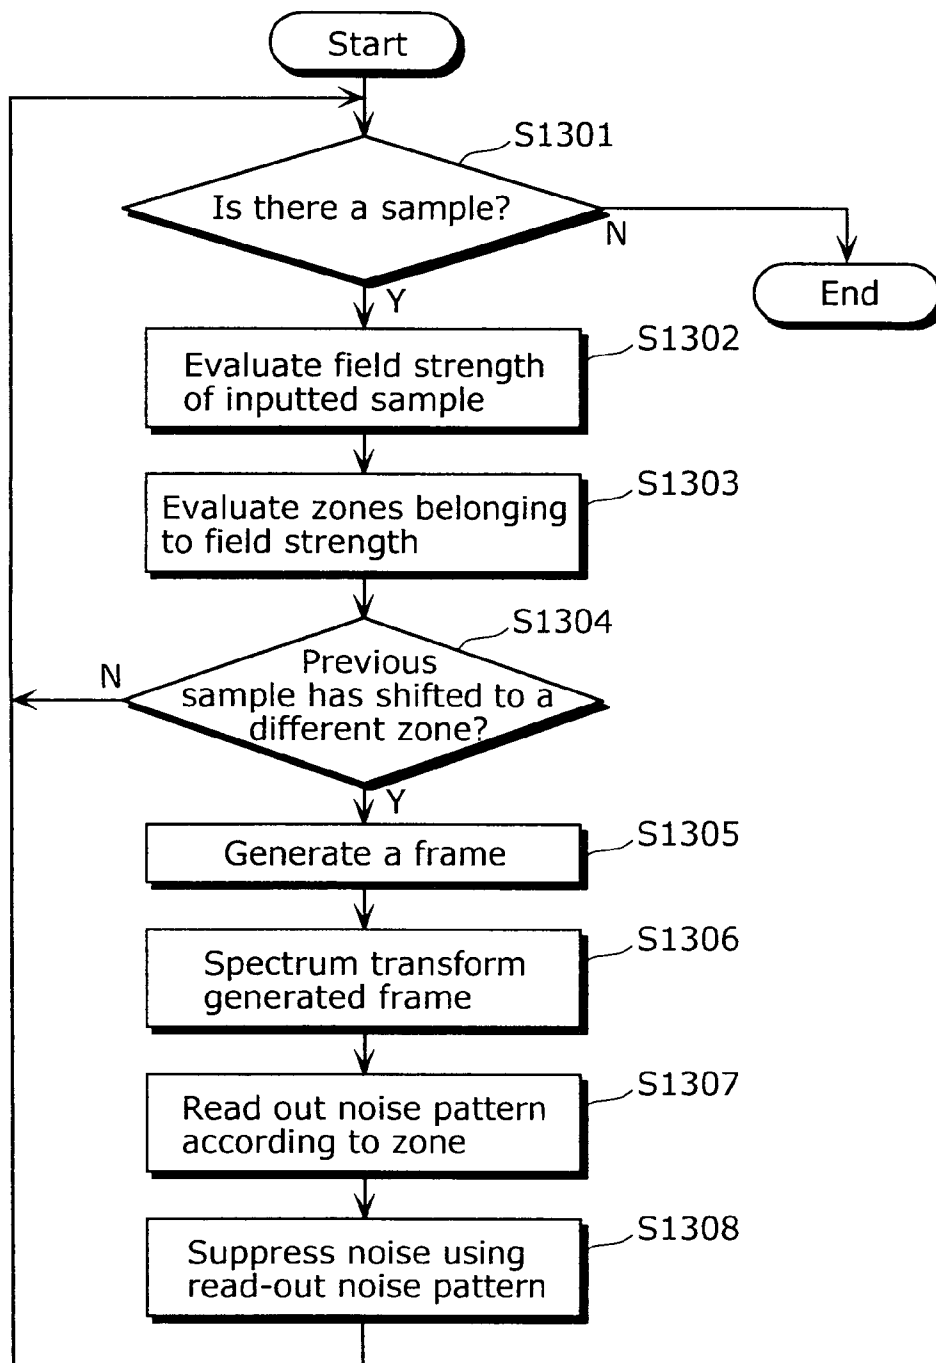 Start
S1301
Is there a sample?
N
Y
End
S1302
Evaluate field strength
of inputted sample
S1303
Evaluate zones belonging
to field strength
S1304
N
Previous
sample has shifted to a
different zone?
Y
S1305
Generate a frame
S1306
Spectrum transform
generated frame
S1307
Read out noise pattern
according to zone
S1308
Suppress noise using
read-out noise pattern